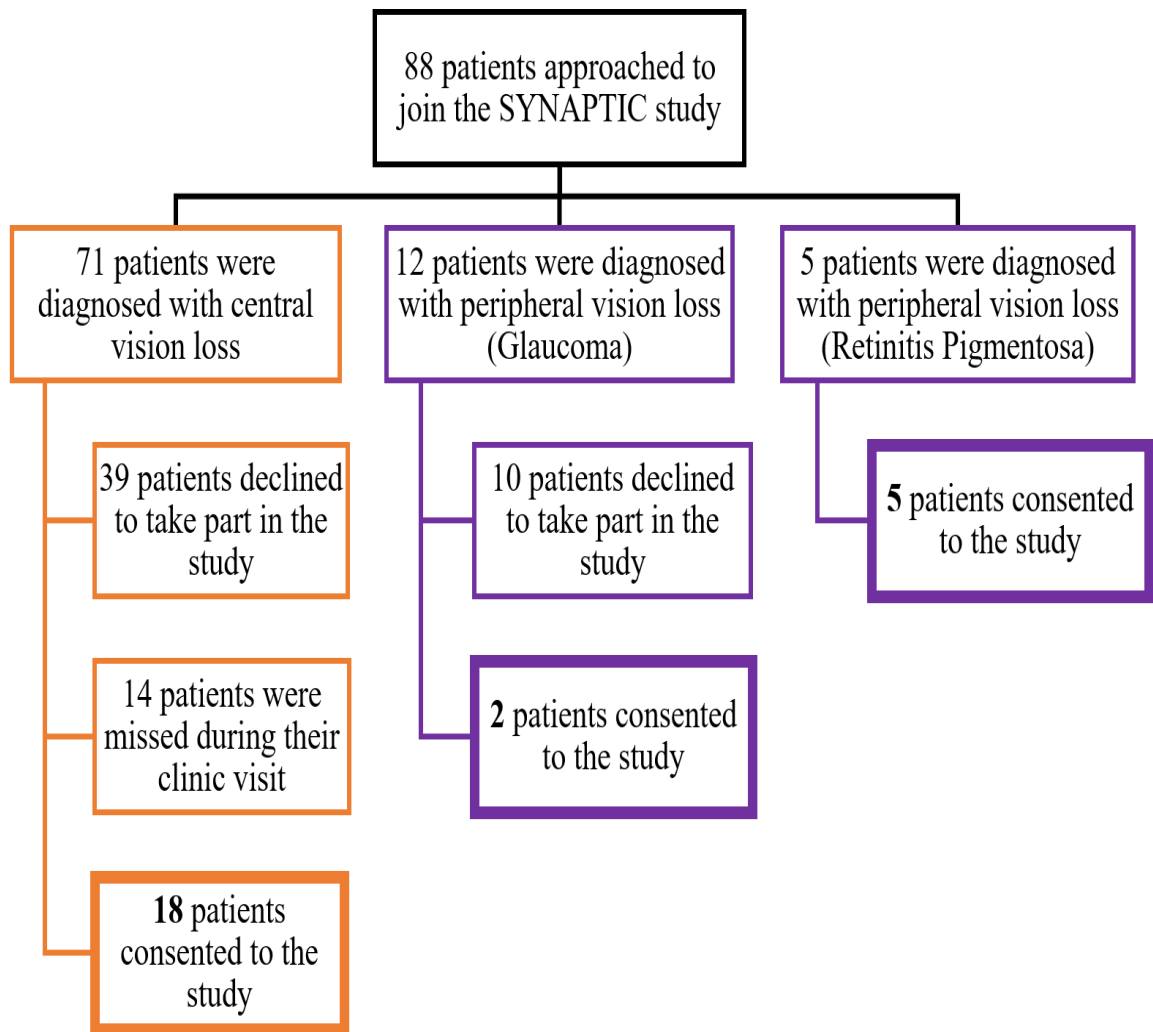 88 patients approached to
join the SYNAPTIC study
71 patients were
diagnosed with central
vision loss
12 patients were diagnosed
with peripheral vision loss
(Glaucoma)
5 patients were diagnosed
with peripheral vision loss
(Retinitis Pigmentosa)
39 patients declined
to take part in the
study
10 patients declined
to take part in the
study
5 patients consented
to the study
14 patients were
missed during their
clinic visit
2 patients consented
to the study
18 patients
consented to the
study